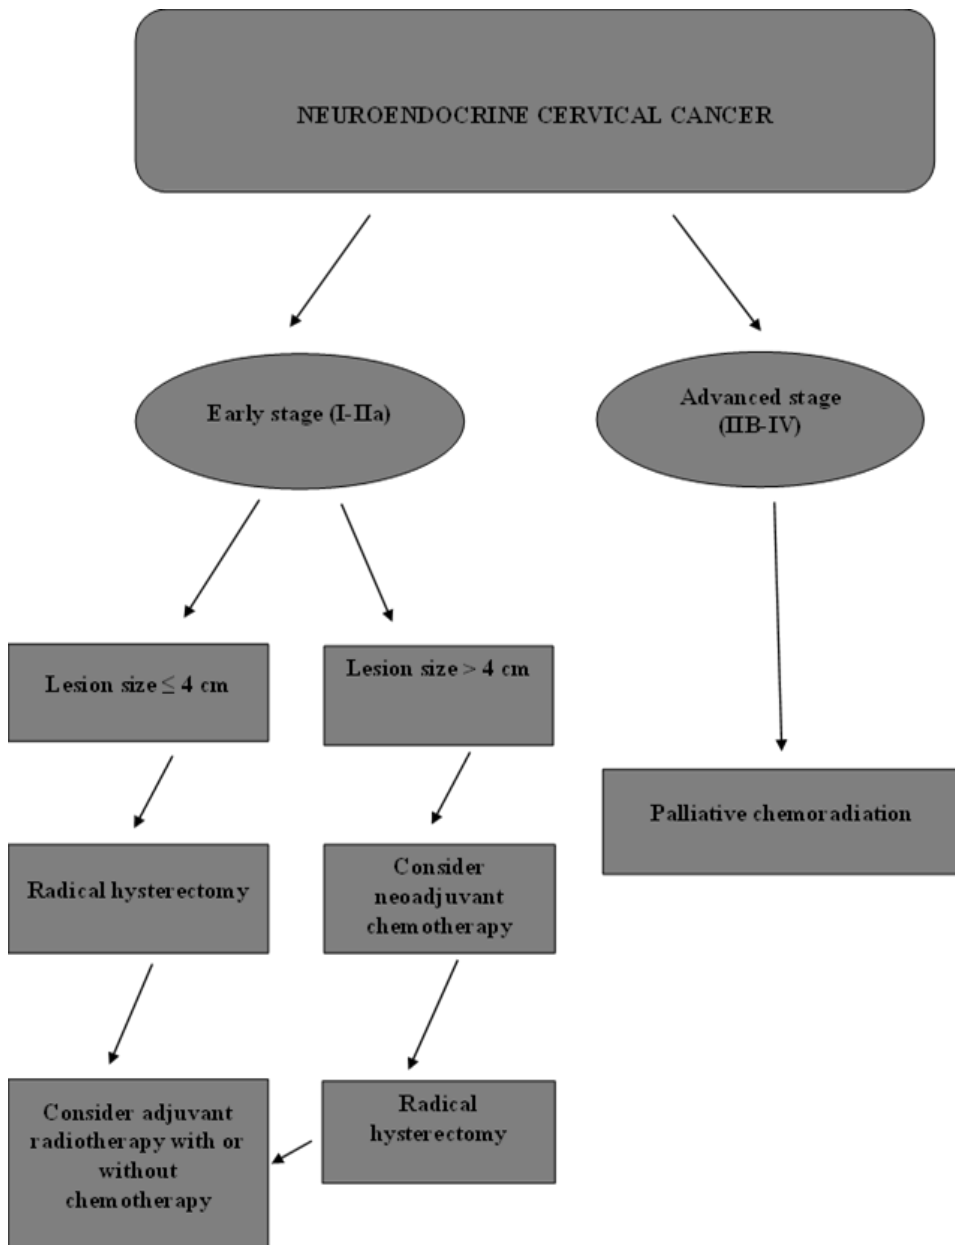 NEUROENDOCRINE CERVICAL CANCER
Early stage (I-IIa)
Advanced stage
(IIB-IV)
Lesion size ≤ 4 cm
Lesion size > 4 cm
Palliative chemoradiation
Radical hysterectomy
Consider
neoadjuvant
chemotherapy
Consider adjuvant
radiotherapy with or
without
chemotherapy
Radical
hysterectomy